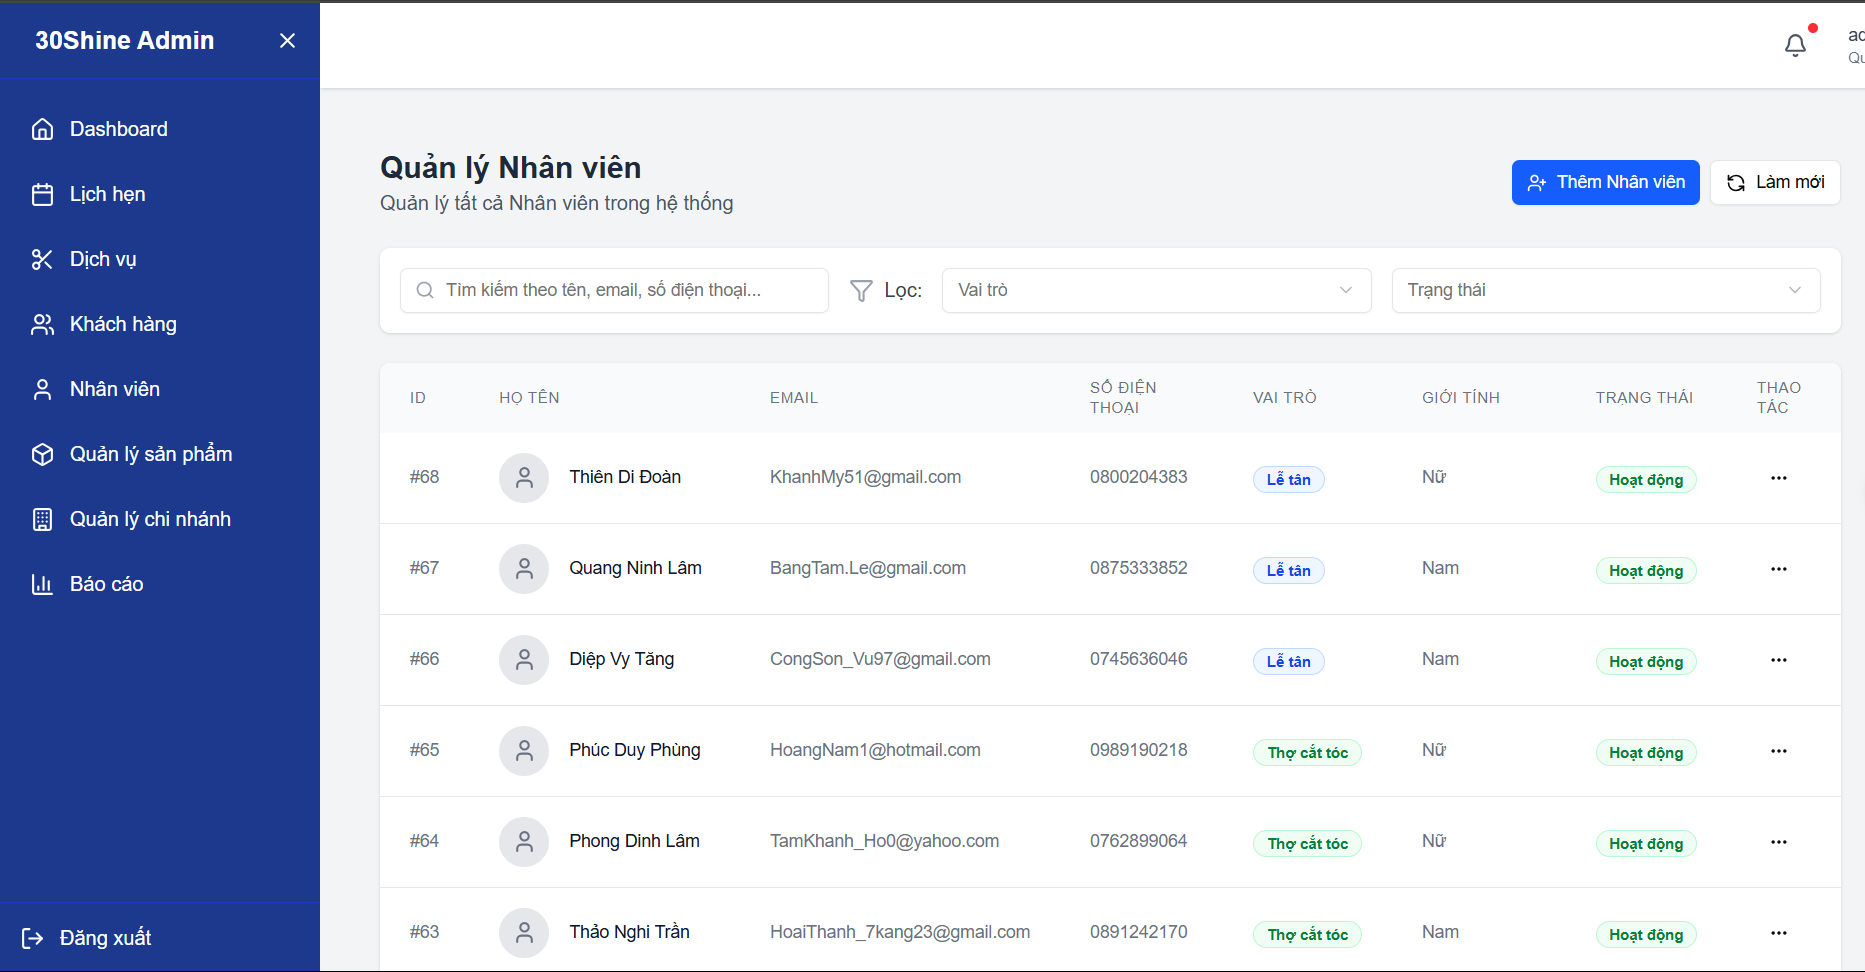 30Shine Admin
Dashboard
Lịch hẹn
Dịch vụ
Khách hàng
Nhân viên
Quản lý sản phẩm
Quản lý chi nhánh
Báo cáo
Đăng xuất
Quản lý Nhân viên
Quản lý tất cả Nhân viên trong hệ thống
Thêm Nhân viên
Làm mới
Tìm kiếm theo tên, email, số điện thoại...
Lọc:
Vai trò
Trạng thái
ID HỌ TÊN EMAIL SỐ ĐIỆN THOẠI VAI TRÒ GIỚI TÍNH TRẠNG THÁI THAO TÁC
#68 Thiên Di Đoàn KhanhMy51@gmail.com 0800204383 Lễ tân Nữ Hoạt động
#67 Quang Ninh Lâm BangTam.Le@gmail.com 0875333852 Lễ tân Nam Hoạt động
#66 Diệp Vy Tăng CongSon_Vu97@gmail.com 0745636046 Lễ tân Nam Hoạt động
#65 Phúc Duy Phùng HoangNam1@hotmail.com 0989190218 Thợ cắt tóc Nữ Hoạt động
#64 Phong Dinh Lâm TamKhanh_Ho0@yahoo.com 0762899064 Thợ cắt tóc Nữ Hoạt động
#63 Thảo Nghi Trần HoaiThanh_7kang23@gmail.com 0891242170 Thợ cắt tóc Nam Hoạt động